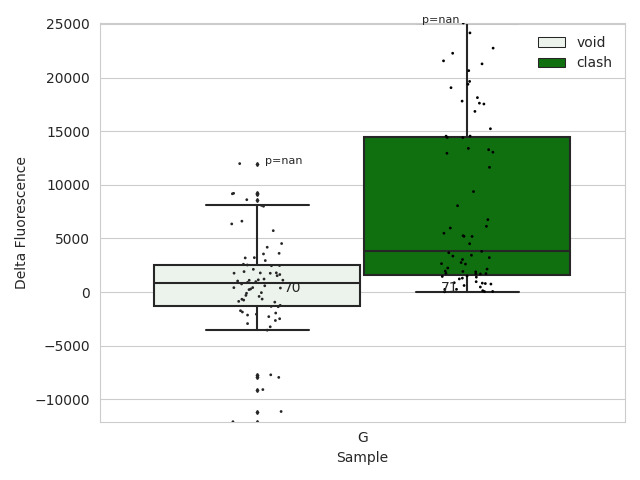 p=nan
25000
void
clash
20000
15000
p=nan
10000
5000
0
70
71
−5000
−10000
Delta Fluorescence
G
Sample